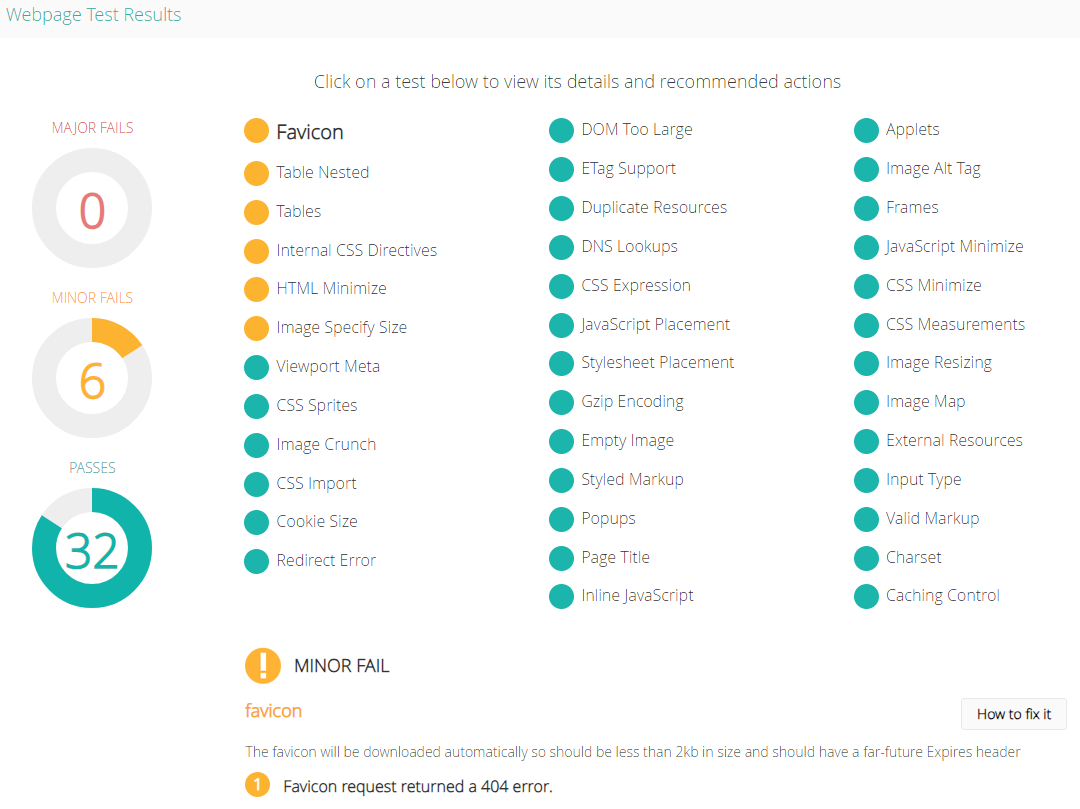 Webpage Test Results
Click on a test below to view its details and recommended actions
MAJOR FAILS
0
MINOR FAILS
6
PASSES
32
Favicon
Table Nested
Tables
Internal CSS Directives
HTML Minimize
Image Specify Size
Viewport Meta
CSS Sprites
Image Crunch
CSS Import
Cookie Size
Redirect Error
DOM Too Large
ETag Support
Duplicate Resources
DNS Lookups
CSS Expression
JavaScript Placement
Stylesheet Placement
Gzip Encoding
Empty Image
Styled Markup
Popups
Page Title
Inline JavaScript
Applets
Image Alt Tag
Frames
JavaScript Minimize
CSS Minimize
CSS Measurements
Image Resizing
Image Map
External Resources
Input Type
Valid Markup
Charset
Caching Control
! MINOR FAIL
favicon
How to fix it
The favicon will be downloaded automatically so should be less than 2kb in size and should have a far-future Expires header
1 Favicon request returned a 404 error.